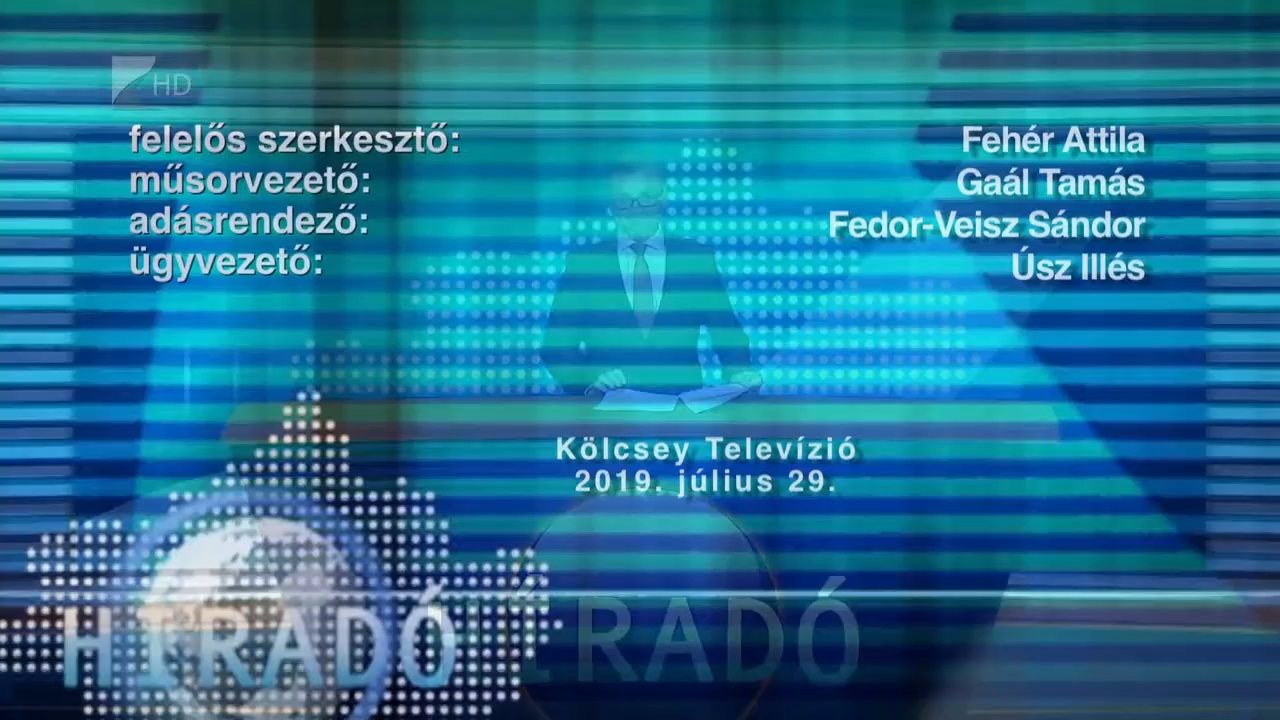 HD
felelős szerkesztő: Fehér Attila
műsorvezető: Gaál Tamás
adásrendező: Fedor-Veisz Sándor
ügyvezető: Úsz Illés
Kölcsey Televízió
2019. július 29.
HÍRADÓ
HÍRADÓ